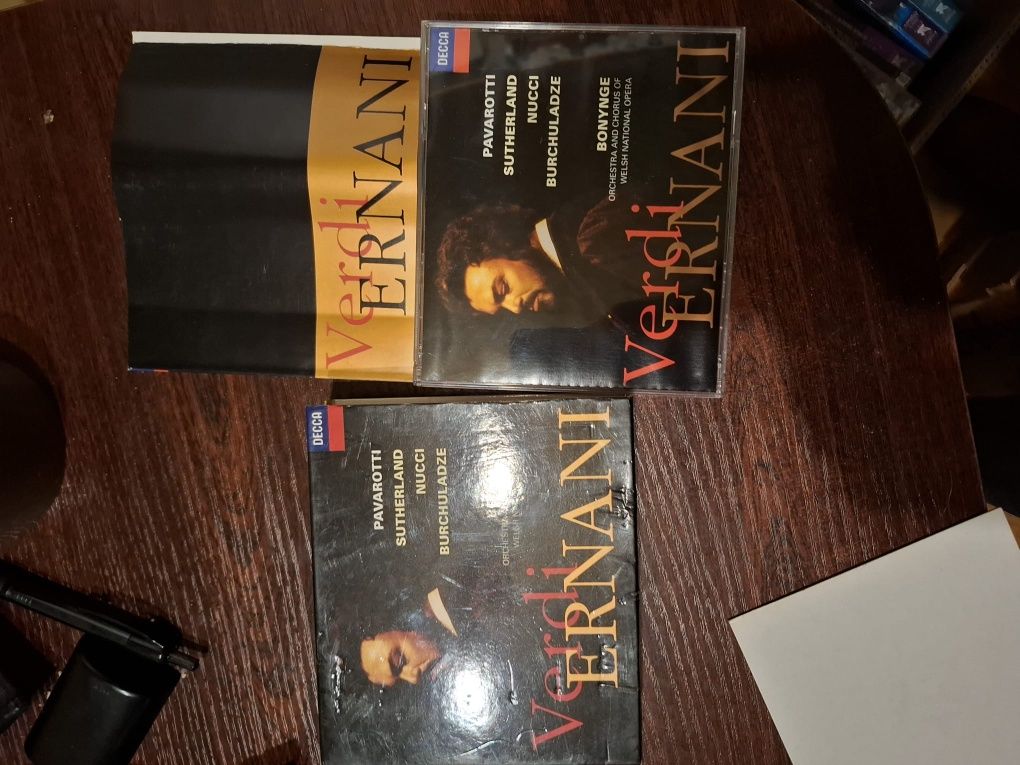 Verdi
ERNANI
DECCA
PAVAROTTI
SUTHERLAND
NUCCI
BURCHULADZE
BONYNGE
ORCHESTRA AND CHORUS OF
WELSH NATIONAL OPERA
Verdi
ERNANI
DECCA
PAVAROTTI
SUTHERLAND
NUCCI
BURCHULADZE
Verdi
ERNANI